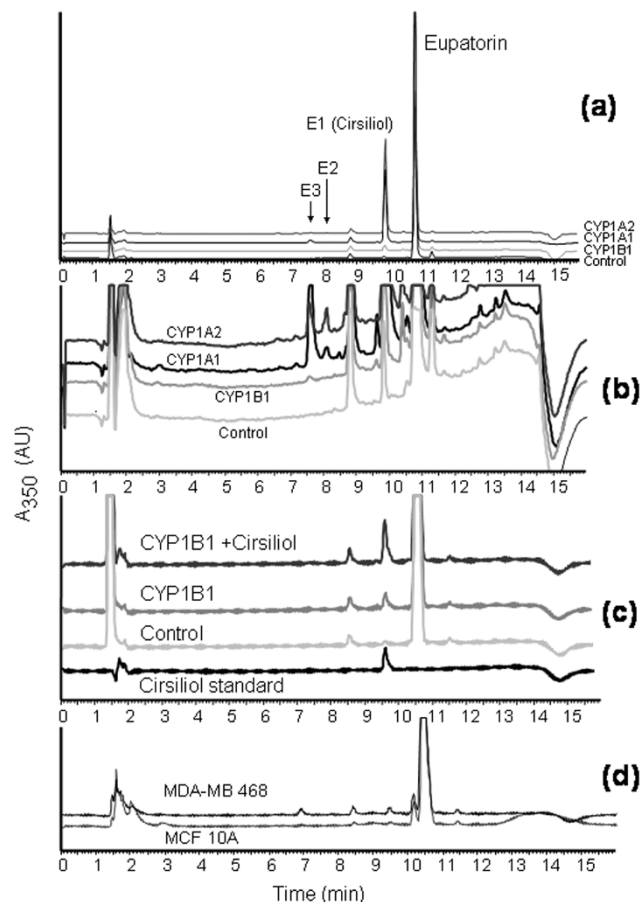 Eupatorin
(a)
E1 (Cirsiliol)
E2
E3
CYP1A2
CYP1A1
CYP1B1
Control
0 1 2 3 4 5 6 7 8 9 10 11 12 13 14 15
(b)
CYP1A2
CYP1A1
CYP1B1
Control
0 1 2 3 4 5 6 7 8 9 10 11 12 13 14 15
A350 (AU)
(c)
CYP1B1 +Cirsiliol
CYP1B1
Control
Cirsiliol standard
0 1 2 3 4 5 6 7 8 9 10 11 12 13 14 15
(d)
MDA-MB 468
MCF 10A
0 1 2 3 4 5 6 7 8 9 10 11 12 13 14 15
Time (min)